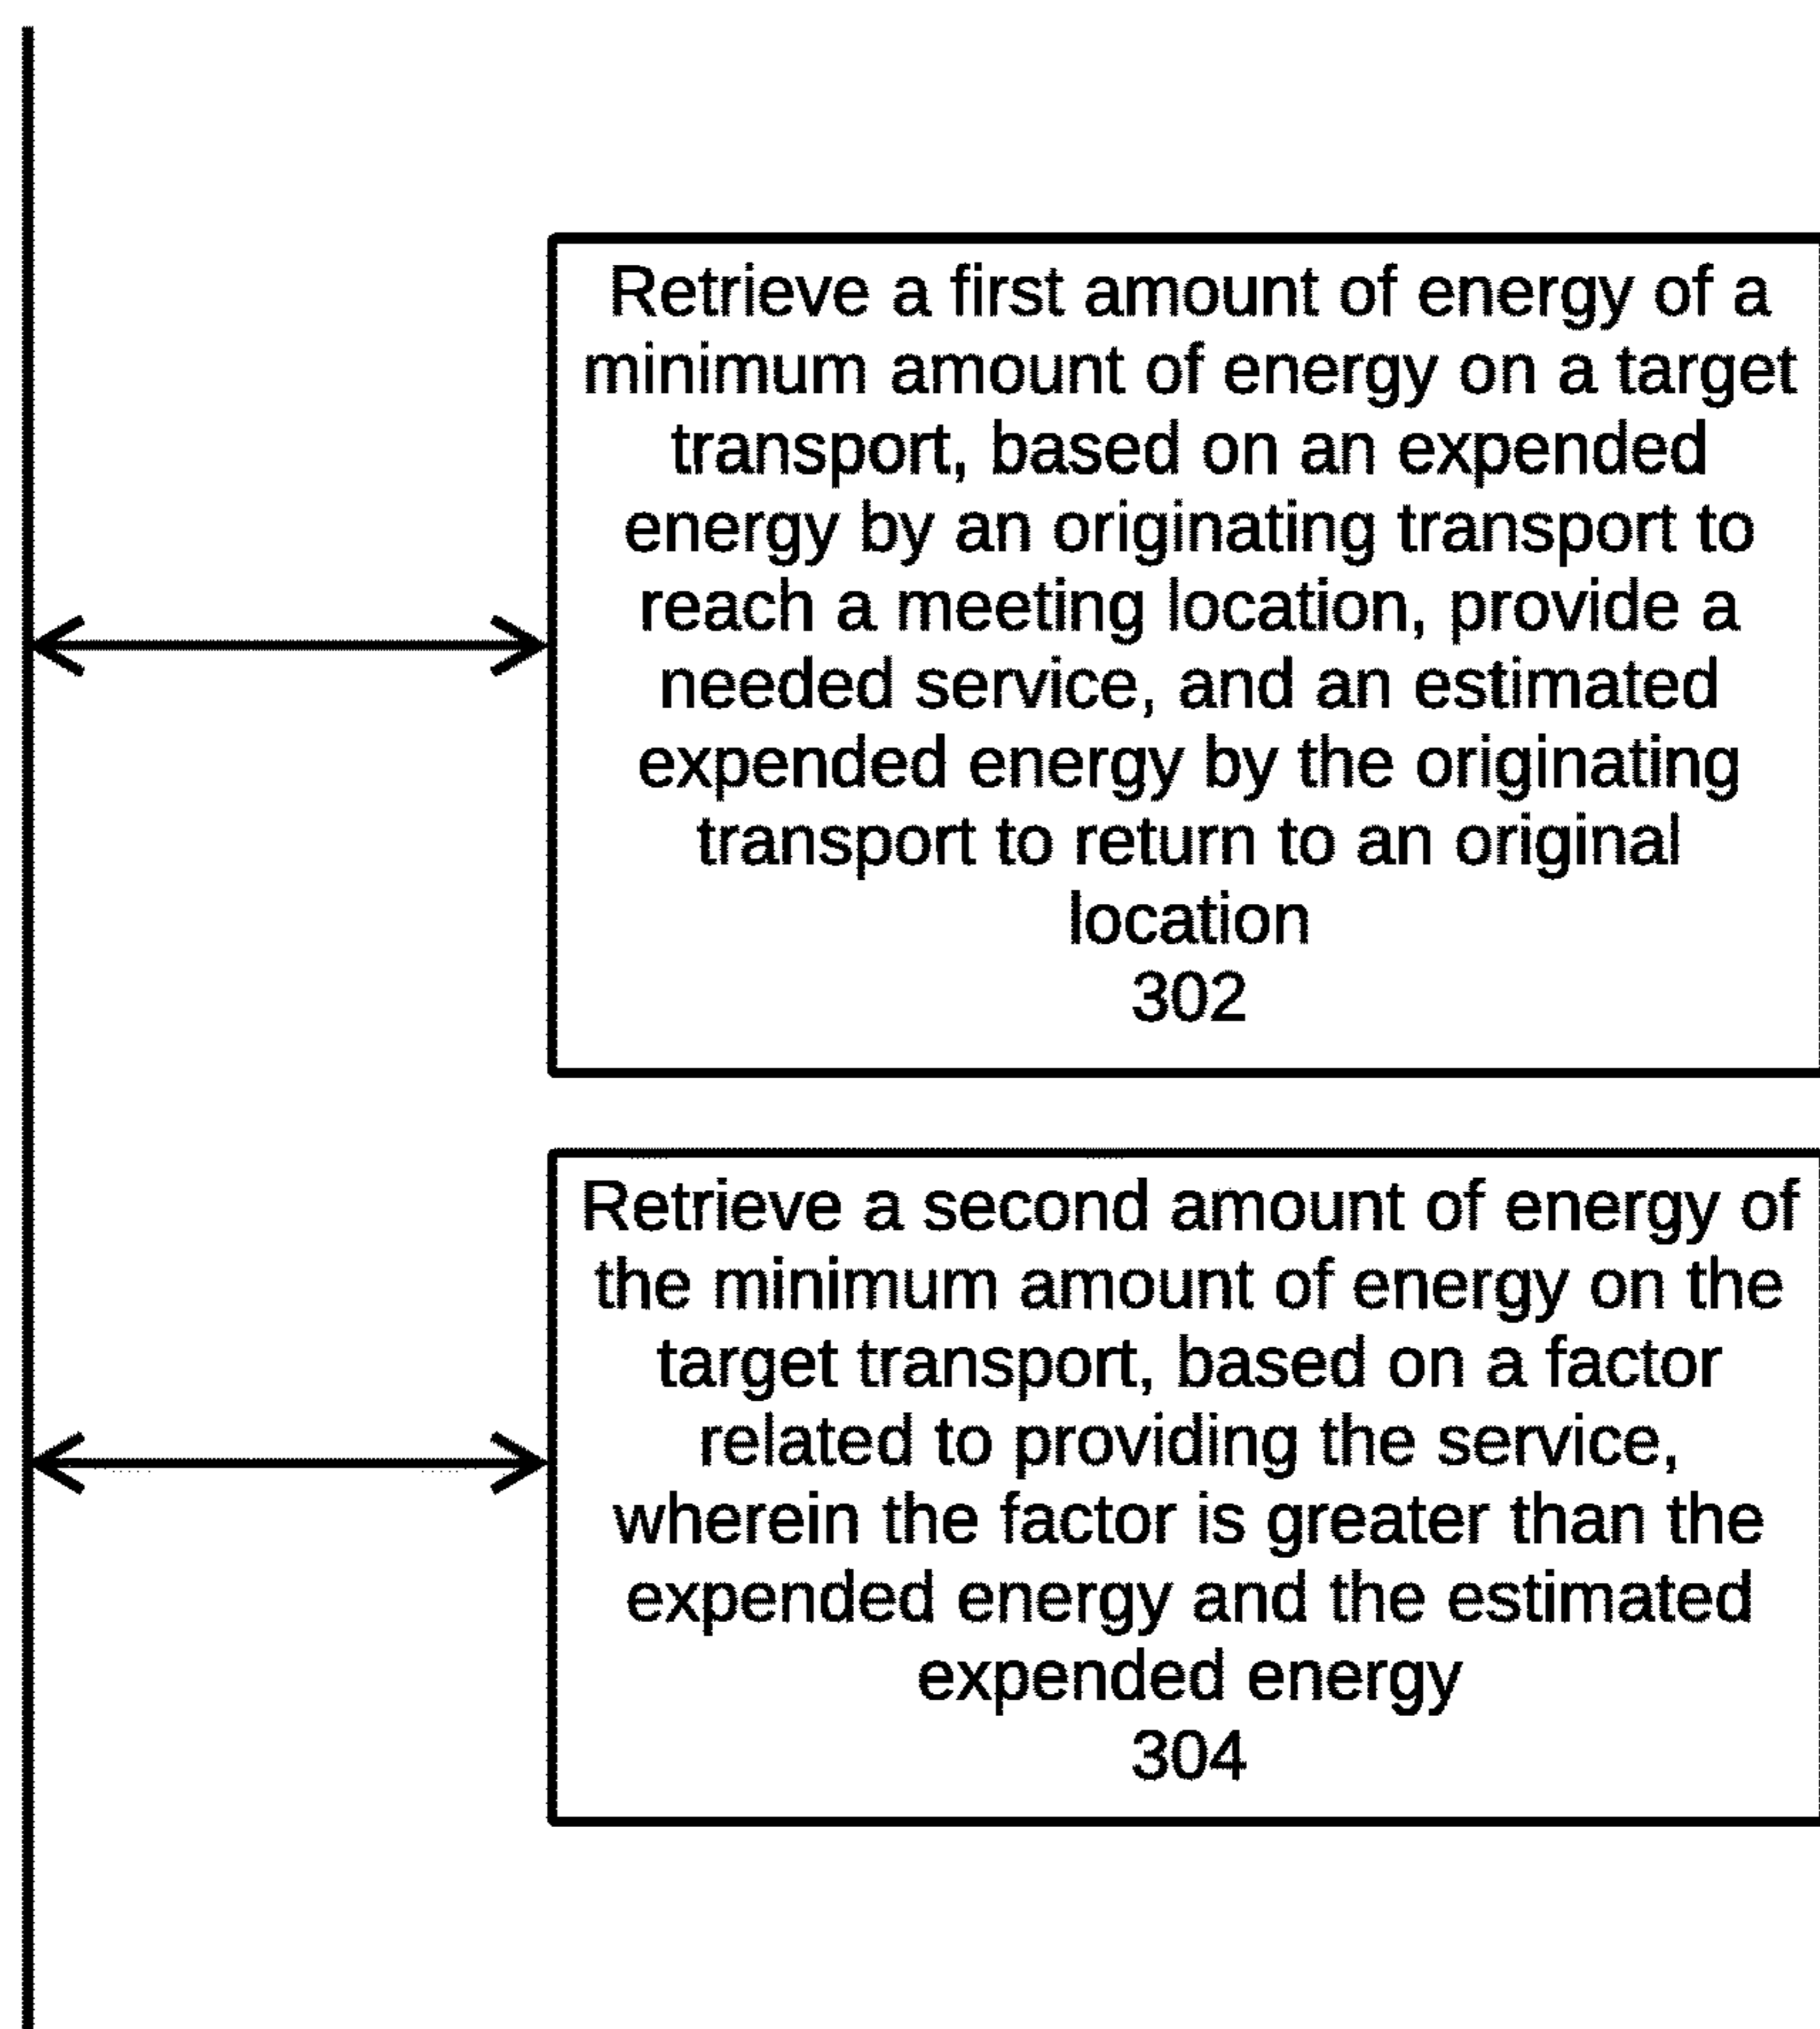 Retrieve a first amount of energy of a
minimum amount of energy on a target
transport, based on an expended
energy by an originating transport to
reach a meeting location, provide a
needed service, and an estimated
expended energy by the originating
transport to return to an original
location
302
Retrieve a second amount of energy of
the minimum amount of energy on the
target transport, based on a factor
related to providing the service,
wherein the factor is greater than the
expended energy and the estimated
expended energy
304